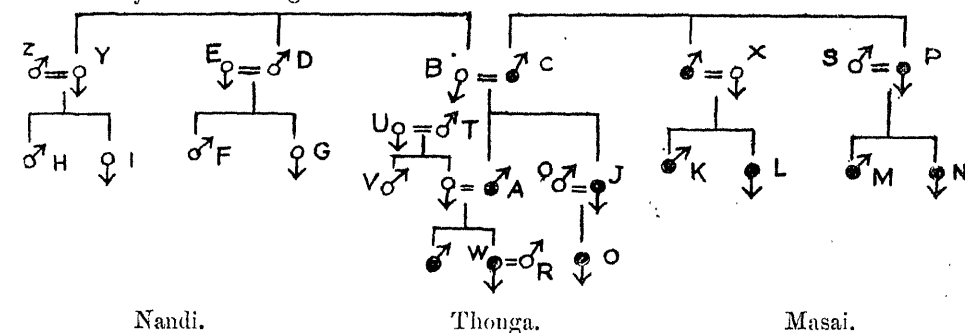 Z Y E D B C X S P
U T
H I F G V A Q J K L M N
W R O
Nandi. Thonga. Masai.